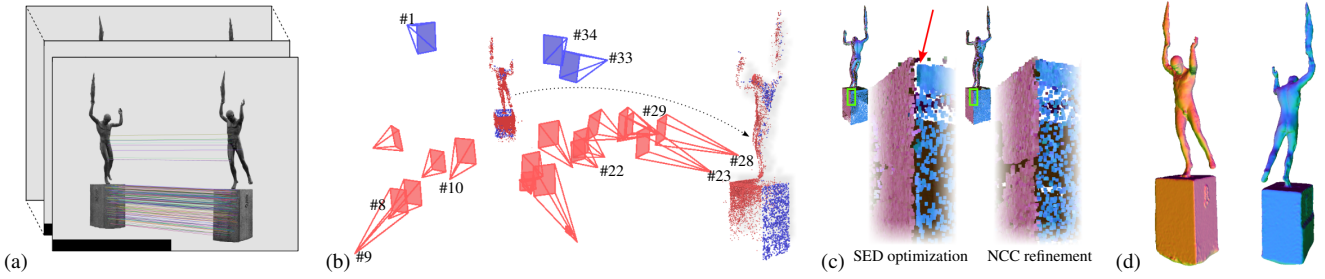 (a)
(b)
#1
#34
#33
#29
#28
#23
#22
#10
#8
#9
(c)
SED optimization
NCC refinement
(d)